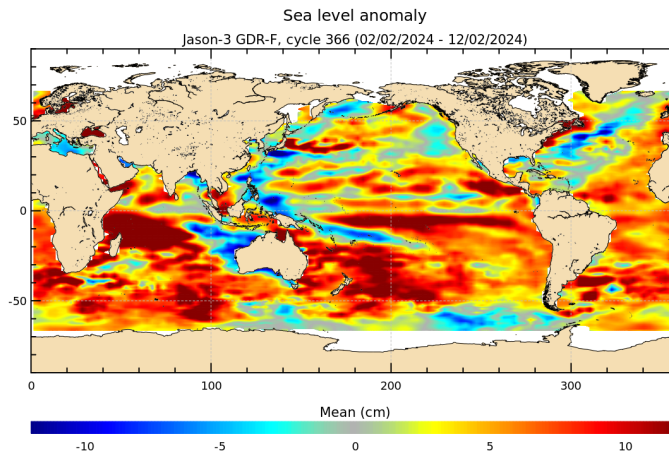 Sea level anomaly
Jason-3 GDR-F, cycle 366 (02/02/2024 - 12/02/2024)
50
0
-50
0 100 200 300
Mean (cm)
-10 -5 0 5 10